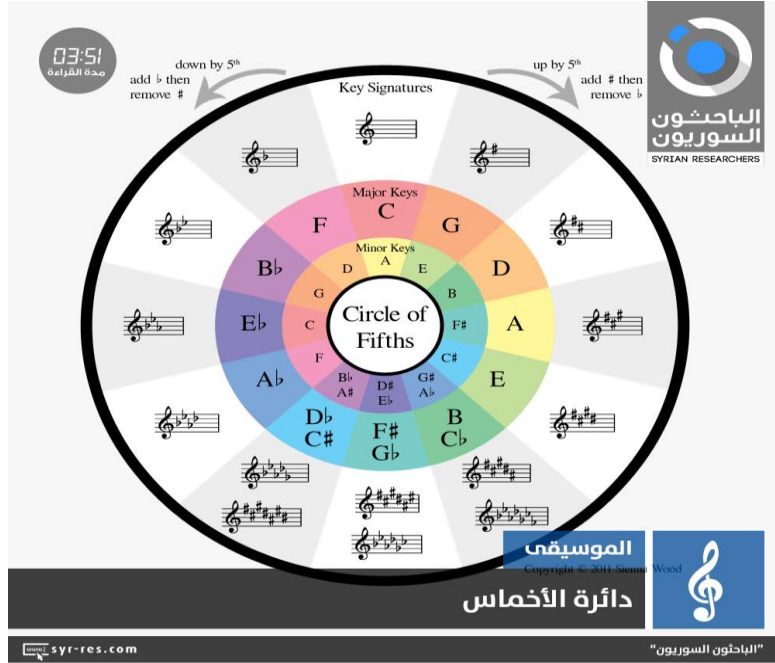 03:51
مدة القراءة
down by 5th
add ♭ then
remove ♯
up by 5th
add ♯ then
remove ♭
الباحثون
السوريون
SYRIAN RESEARCHERS
Key Signatures
Major Keys
C
G
D
A
E
B
C♭
F♯
G♭
D♭
C♯
A♭
E♭
B♭
F
Minor Keys
A
E
B
F♯
C♯
G♯
A♭
D♯
E♭
B♭
A♯
F
C
G
D
Circle of
Fifths
الموسيقى
Copyright © 2011 Sienna Wood
دائرة الأخماس
syr-res.com
“الباحثون السوريون”